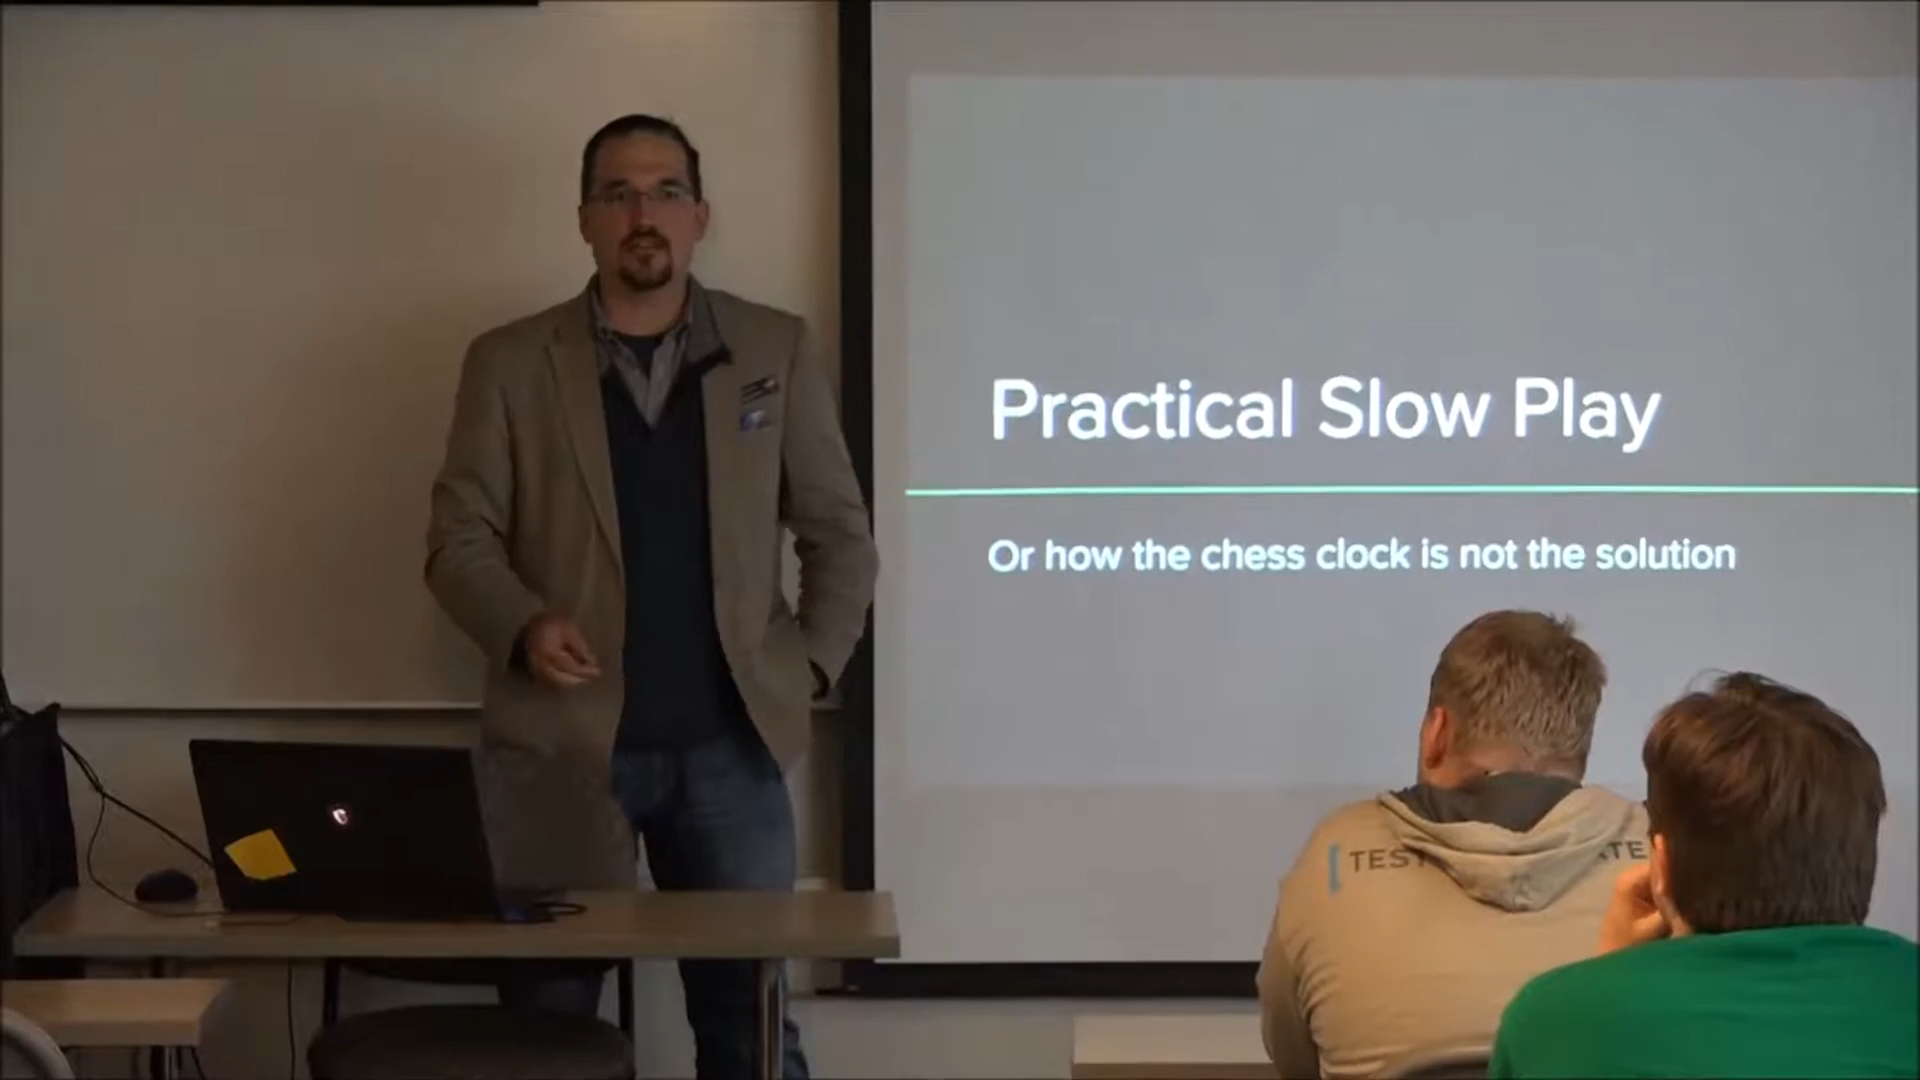 Practical Slow Play
Or how the chess clock is not the solution